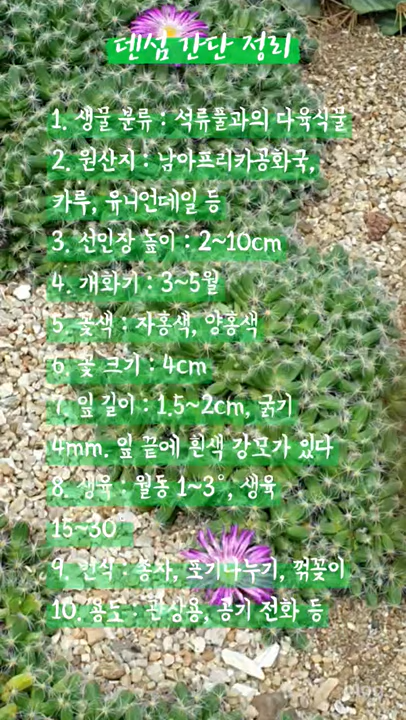 덴섬 간단 정리
1. 생물 분류 : 석류풀과의 다육식물
2. 원산지 : 남아프리카공화국,
카루, 유니언데일 등
3. 선인장 높이 : 2~10cm
4. 개화기 : 3~5월
5. 꽃색 : 자홍색, 양홍색
6. 꽃 크기 : 4cm
7. 잎 길이 : 1.5~2cm, 굵기
4mm. 잎 끝에 흰색 강모가 있다
8. 생육 : 월동 1~3°, 생육
15~30°
9. 번식 : 종자, 포기나누기, 꺾꽂이
10. 용도 : 관상용, 공기 전화 등